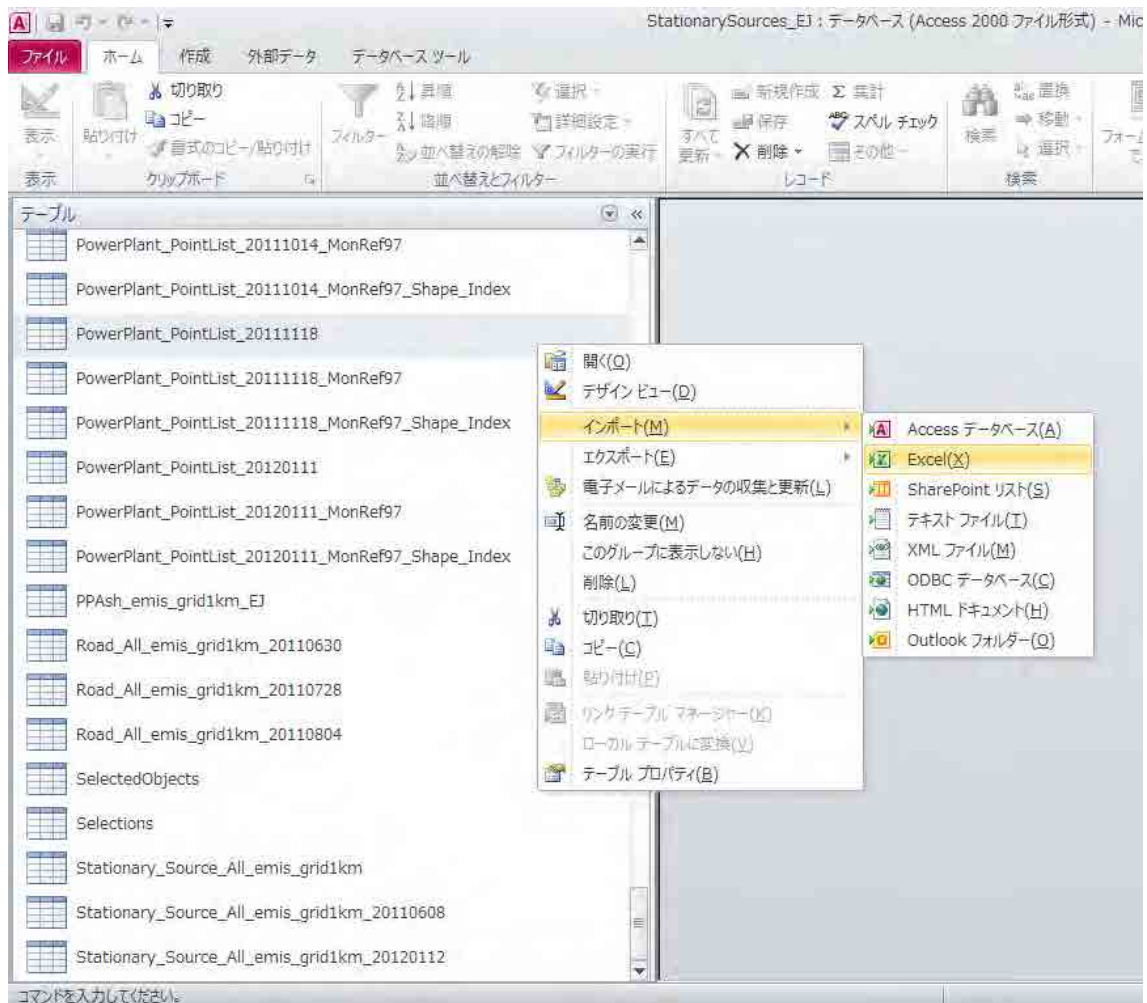 StationarySources_EJ : データベース (Access 2000 ファイル形式) - Mic
ファイル
ホーム
作成
外部データ
データベース ツール
表示
貼り付け
切り取り
コピー
書式のコピー/貼り付け
フィルター
昇順
降順
並べ替えの解除
選択
詳細設定
フィルターの実行
すべて
更新
新規作成
保存
削除
集計
スペル チェック
その他
検索
置換
移動
選択
フォーム
表示
クリップボード
並べ替えとフィルター
レコード
検索
テーブル
PowerPlant_PointList_20111014_MonRef97
PowerPlant_PointList_20111014_MonRef97_Shape_Index
PowerPlant_PointList_20111118
PowerPlant_PointList_20111118_MonRef97
PowerPlant_PointList_20111118_MonRef97_Shape_Index
PowerPlant_PointList_20120111
PowerPlant_PointList_20120111_MonRef97
PowerPlant_PointList_20120111_MonRef97_Shape_Index
PPAsh_emis_grid1km_EJ
Road_All_emis_grid1km_20110630
Road_All_emis_grid1km_20110728
Road_All_emis_grid1km_20110804
SelectedObjects
Selections
Stationary_Source_All_emis_grid1km
Stationary_Source_All_emis_grid1km_20110608
Stationary_Source_All_emis_grid1km_20120112
開く(O)
デザイン ビュー(D)
インポート(M)
エクスポート(E)
電子メールによるデータの収集と更新(L)
名前の変更(M)
このグループに表示しない(H)
削除(L)
切り取り(T)
コピー(C)
貼り付け(P)
リンク テーブル マネージャー(K)
ローカル テーブルに変換(V)
テーブル プロパティ(B)
Access データベース(A)
Excel(X)
SharePoint リスト(S)
テキスト ファイル(T)
XML ファイル(M)
ODBC データベース(C)
HTML ドキュメント(H)
Outlook フォルダー(O)
コマンドを入力してください。